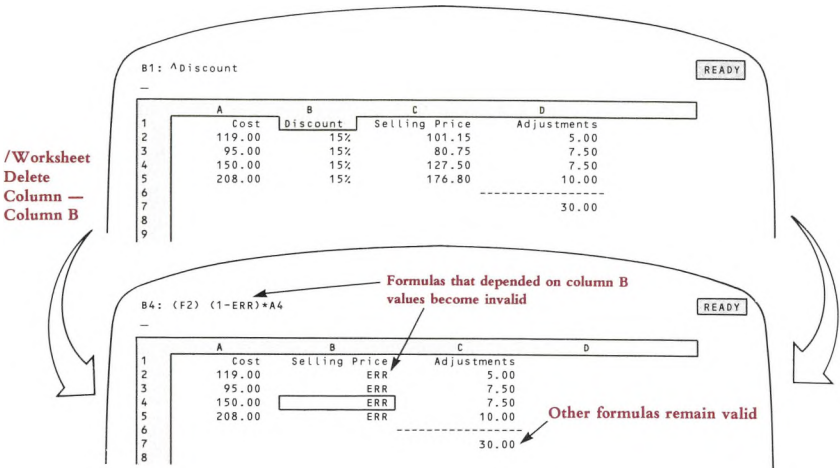 B1: ^Discount
READY
A B C D
1 Cost Discount Selling Price Adjustments
2 119.00 15% 101.15 5.00
3 95.00 15% 80.75 7.50
4 150.00 15% 127.50 7.50
5 208.00 15% 176.80 10.00
6 --------------
7 30.00
8
9
/Worksheet
Delete
Column —
Column B
Formulas that depended on column B
values become invalid
B4: (F2) (1-ERR)*A4
READY
A B C D
1 Cost Selling Price Adjustments
2 119.00 ERR 5.00
3 95.00 ERR 7.50
4 150.00 ERR 7.50
5 208.00 ERR 10.00
Other formulas remain valid
6 --------------
7 30.00
8